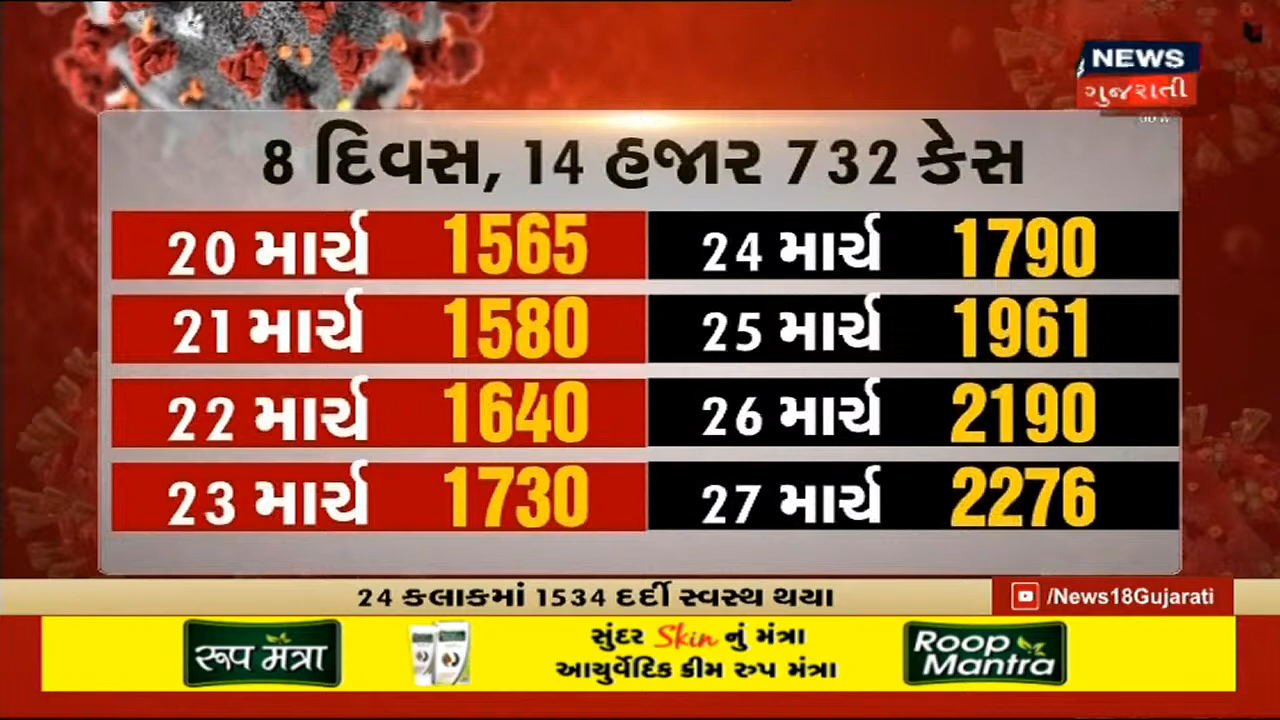 NEWS
ગુજરાતી
8 દિવસ, 14 હજાર 732 કેસ
20 માર્ચ 1565 24 માર્ચ 1790
21 માર્ચ 1580 25 માર્ચ 1961
22 માર્ચ 1640 26 માર્ચ 2190
23 માર્ચ 1730 27 માર્ચ 2276
24 કલાકમાં 1534 દર્દી સ્વસ્થ થયા
/News18Gujarati
રૂપ મંત્રા
સુંદર Skin નું મંત્રા
આયુર્વેદિક ક્રીમ રુપ મંત્રા
Roop
Mantra